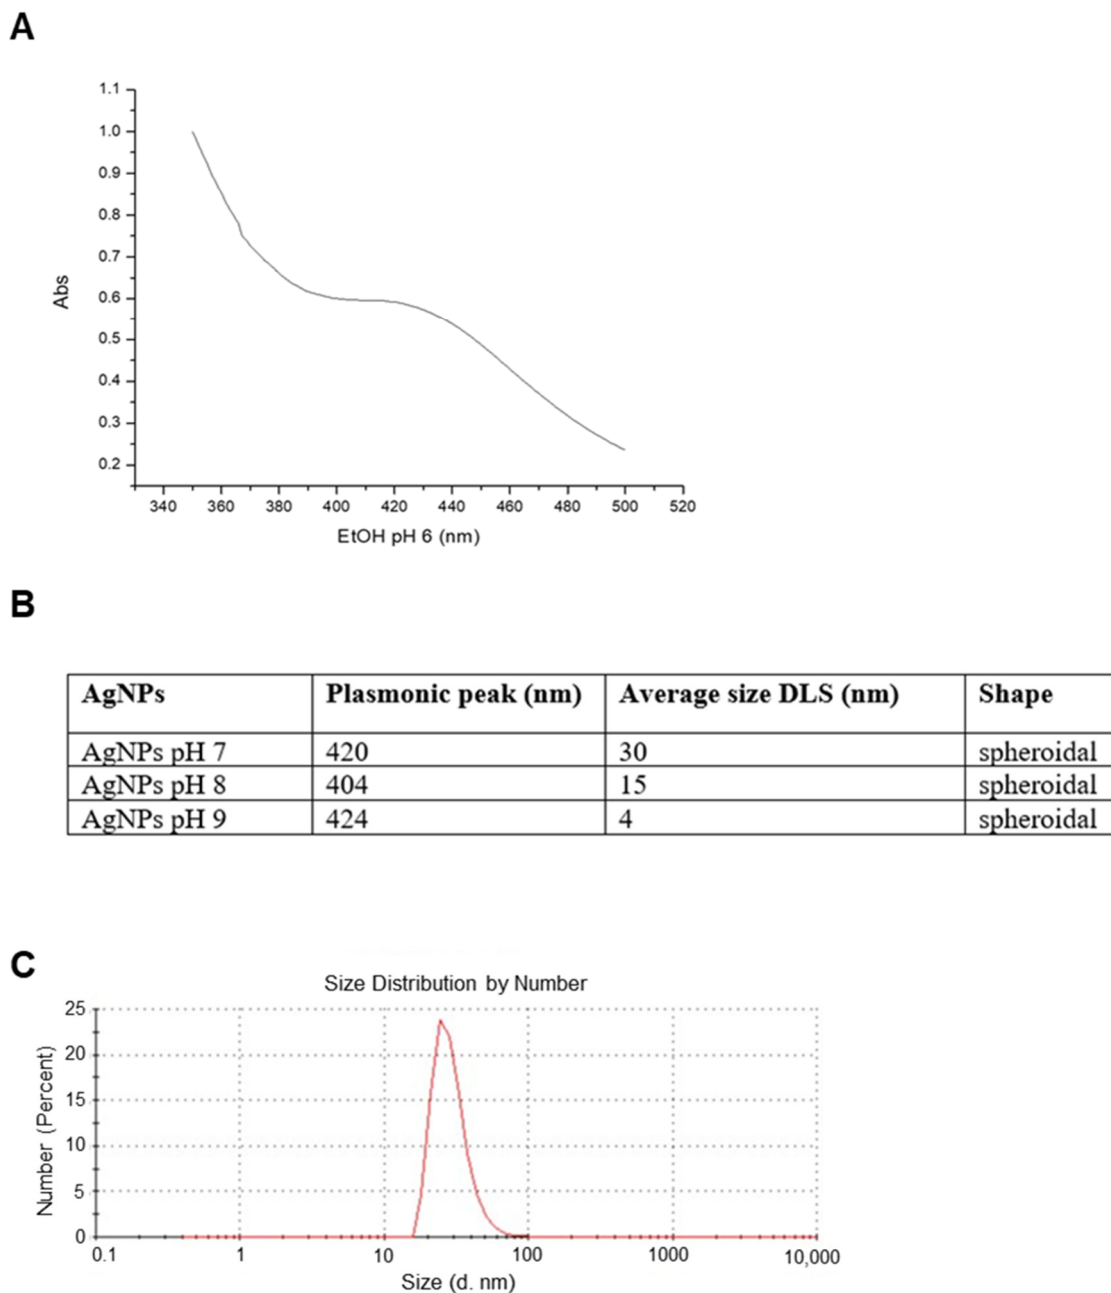 A
1.1
1.0
0.9
0.8
0.7
0.6
0.5
0.4
0.3
0.2
Abs
340 360 380 400 420 440 460 480 500 520
EtOH pH 6 (nm)
B
AgNPs Plasmonic peak (nm) Average size DLS (nm) Shape
AgNPs pH 7 420 30 spheroidal
AgNPs pH 8 404 15 spheroidal
AgNPs pH 9 424 4 spheroidal
C
Size Distribution by Number
25
20
15
10
5
0
Number (Percent)
0.1 1 10 100 1000 10,000
Size (d. nm)